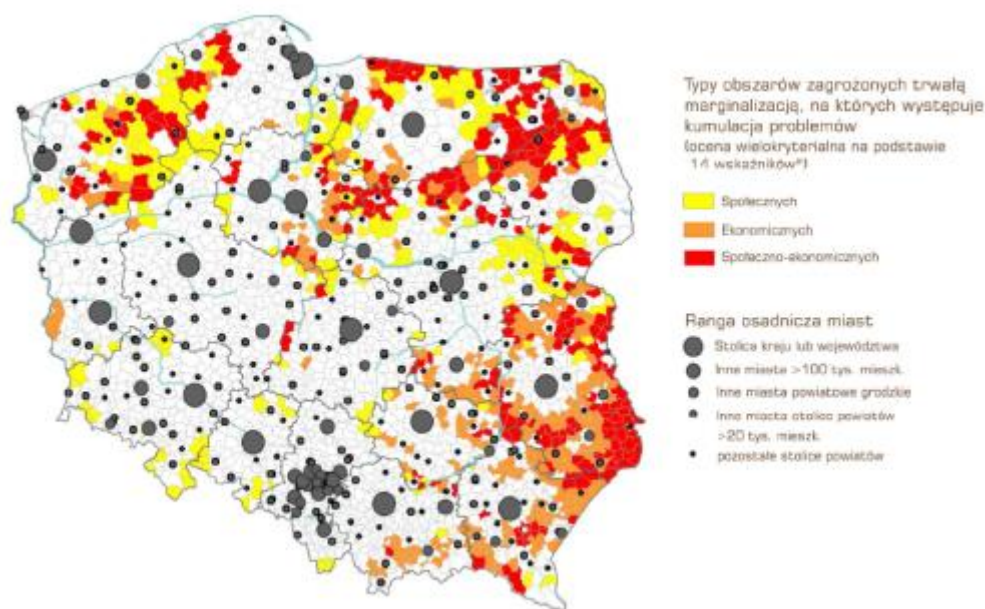 Typy obszarów zagrożonych trwałą
marginalizacją, na których występuje
kumulacja problemów
(ocena wielokryterialna na podstawie
14 wskaźników*)
Społecznych
Ekonomicznych
Społeczno-ekonomicznych
Ranga osadnicza miast
Stolica kraju lub województwa
Inne miasta >100 tys. mieszk.
Inne miasta powiatowe grodzkie
Inne miasta stolice powiatów
>20 tys. mieszk.
pozostałe stolice powiatów